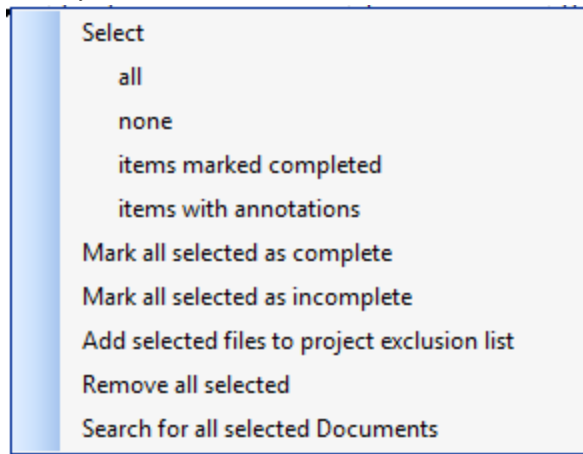 Select
all
none
items marked completed
items with annotations
Mark all selected as complete
Mark all selected as incomplete
Add selected files to project exclusion list
Remove all selected
Search for all selected Documents